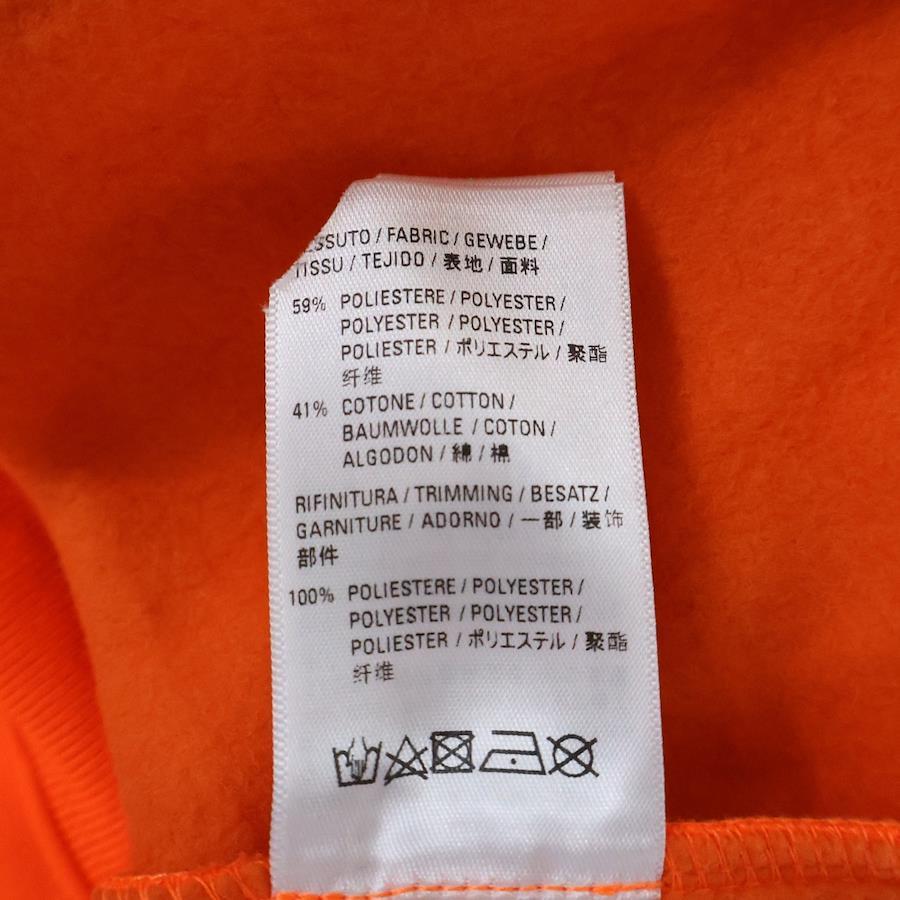 TESSUTO / FABRIC / GEWEBE /
TISSU / TEJIDO / 表地 / 面料
59% POLIESTERE / POLYESTER /
POLYESTER / POLYESTER /
POLIESTER / ポリエステル / 聚酯
纤维
41% COTONE / COTTON /
BAUMWOLLE / COTON /
ALGODON / 綿 / 棉
RIFINITURA / TRIMMING / BESATZ /
GARNITURE / ADORNO / 一部 / 装饰
部件
100% POLIESTERE / POLYESTER /
POLYESTER / POLYESTER /
POLIESTER / ポリエステル / 聚酯
纤维